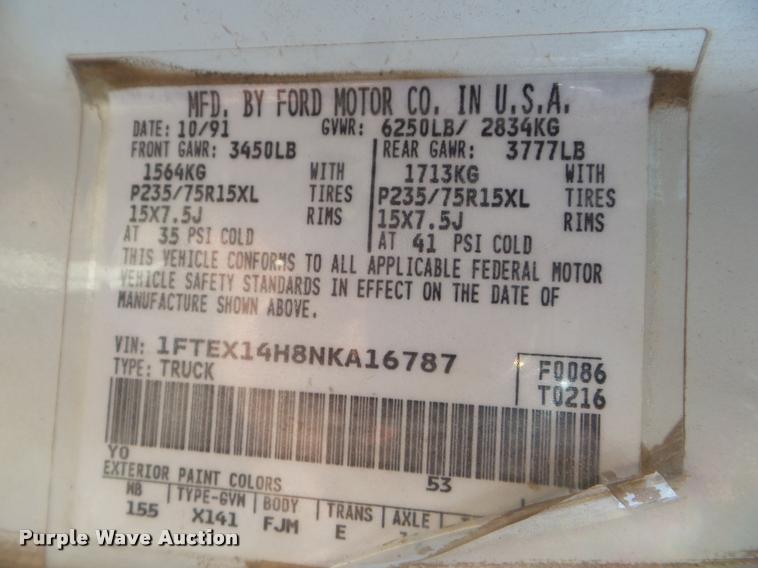 MFD. BY FORD MOTOR CO. IN U.S.A.
DATE: 10/91 GVWR: 6250LB/ 2834KG
FRONT GAWR: 3450LB REAR GAWR: 3777LB
1564KG WITH 1713KG WITH
P235/75R15XL TIRES P235/75R15XL TIRES
15X7.5J RIMS 15X7.5J RIMS
AT 35 PSI COLD AT 41 PSI COLD
THIS VEHICLE CONFORMS TO ALL APPLICABLE FEDERAL MOTOR
VEHICLE SAFETY STANDARDS IN EFFECT ON THE DATE OF
MANUFACTURE SHOWN ABOVE.
VIN: 1FTEX14H8NKA16787 F0086
TYPE: TRUCK T0216
YO
EXTERIOR PAINT COLORS 53
WB TYPE-GVM BODY TRANS AXLE
155 X141 FJM E
Purple Wave Auction